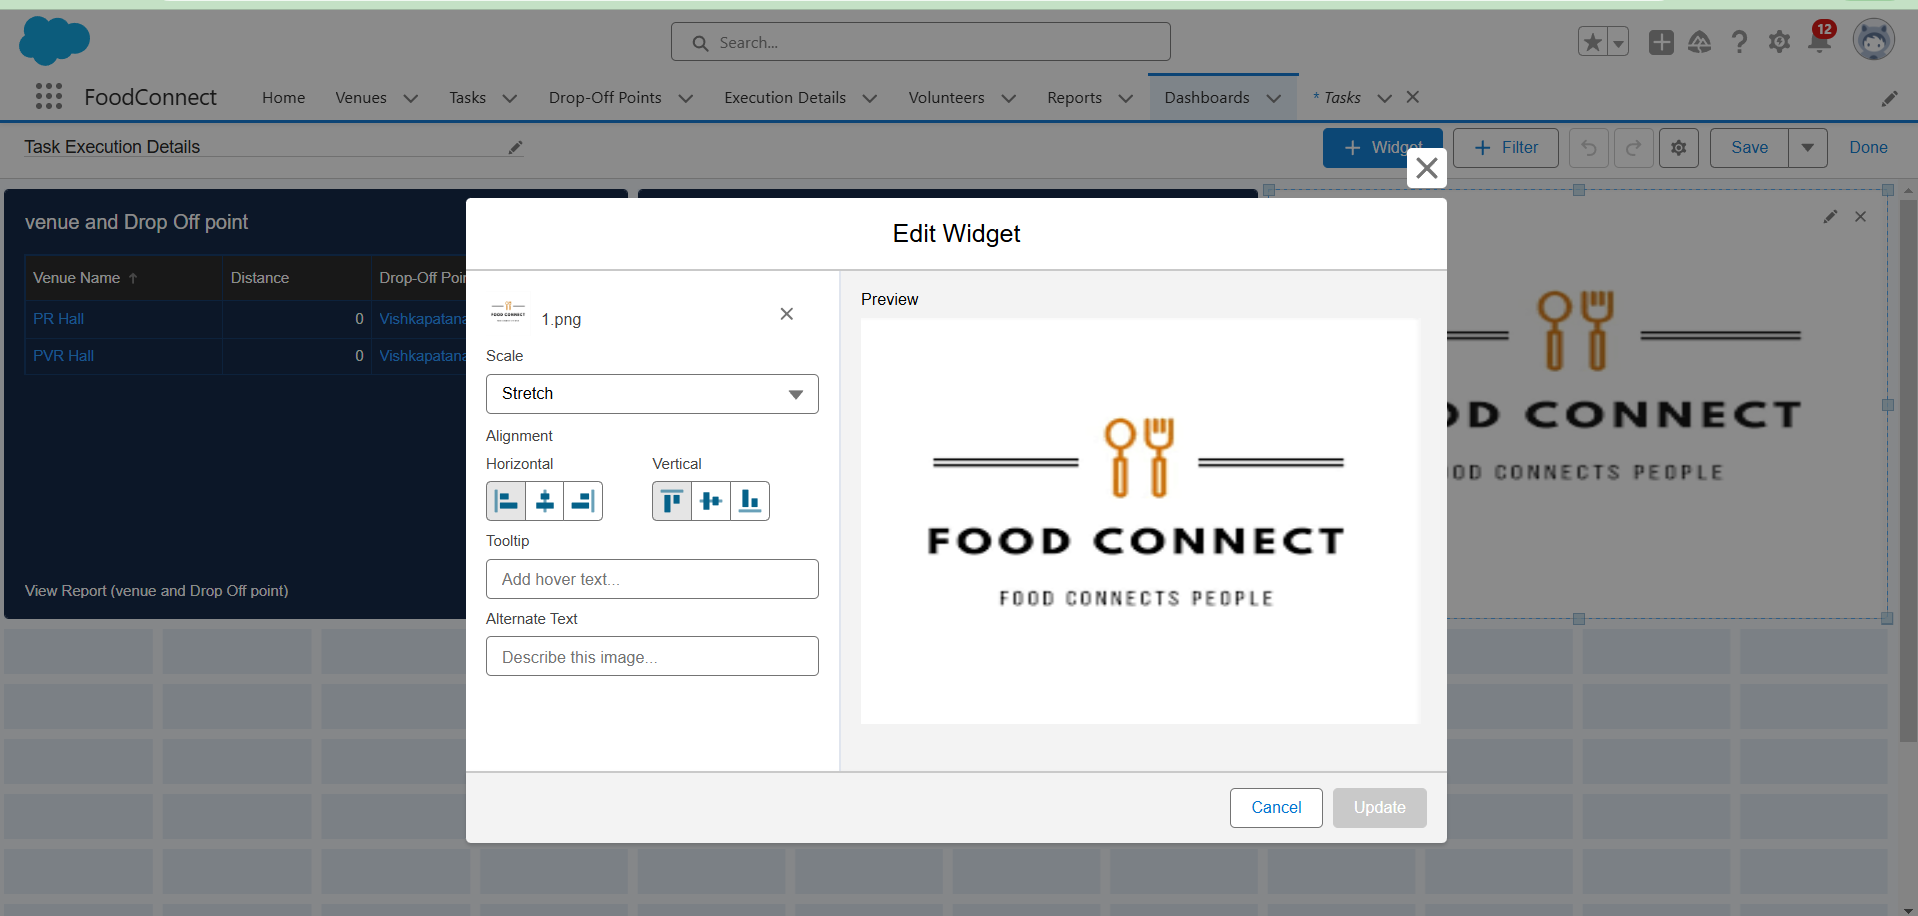 Search...
12
FoodConnect
Home
Venues
Tasks
Drop-Off Points
Execution Details
Volunteers
Reports
Dashboards
* Tasks
Task Execution Details
+ Widget
+ Filter
Save
Done
venue and Drop Off point
Venue Name ↑
Distance
Drop-Off Poin
PR Hall
0
Vishkapatana
PVR Hall
0
Vishkapatana
View Report (venue and Drop Off point)
Edit Widget
FOOD CONNECT
1.png
Scale
Stretch
Alignment
Horizontal
Vertical
Tooltip
Add hover text...
Alternate Text
Describe this image...
Preview
FOOD CONNECT
FOOD CONNECTS PEOPLE
Cancel
Update
OD CONNECT
OD CONNECTS PEOPLE